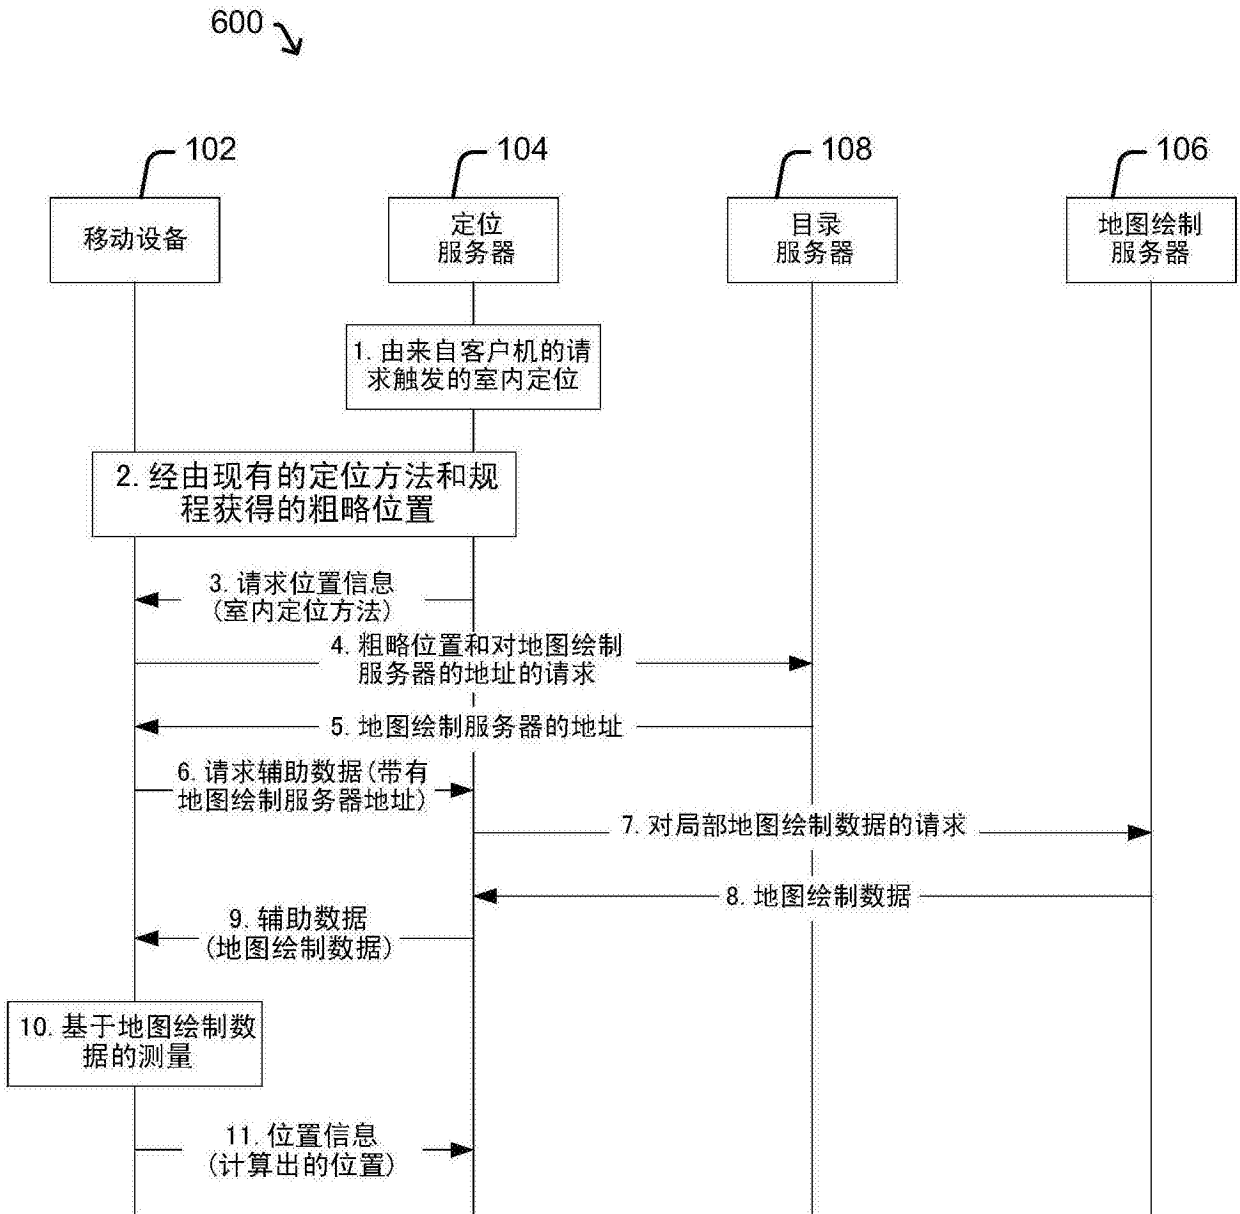 600
102
104
108
106
移动设备
定位
服务器
目录
服务器
地图绘制
服务器
1. 由来自客户机的请
求触发的室内定位
2. 经由现有的定位方法和规
程获得的粗略位置
3. 请求位置信息
(室内定位方法)
4. 粗略位置和对地图绘制
服务器的地址的请求
5. 地图绘制服务器的地址
6. 请求辅助数据(带有
地图绘制服务器地址)
7. 对局部地图绘制数据的请求
8. 地图绘制数据
9. 辅助数据
(地图绘制数据)
10. 基于地图绘制数
据的测量
11. 位置信息
(计算出的位置)